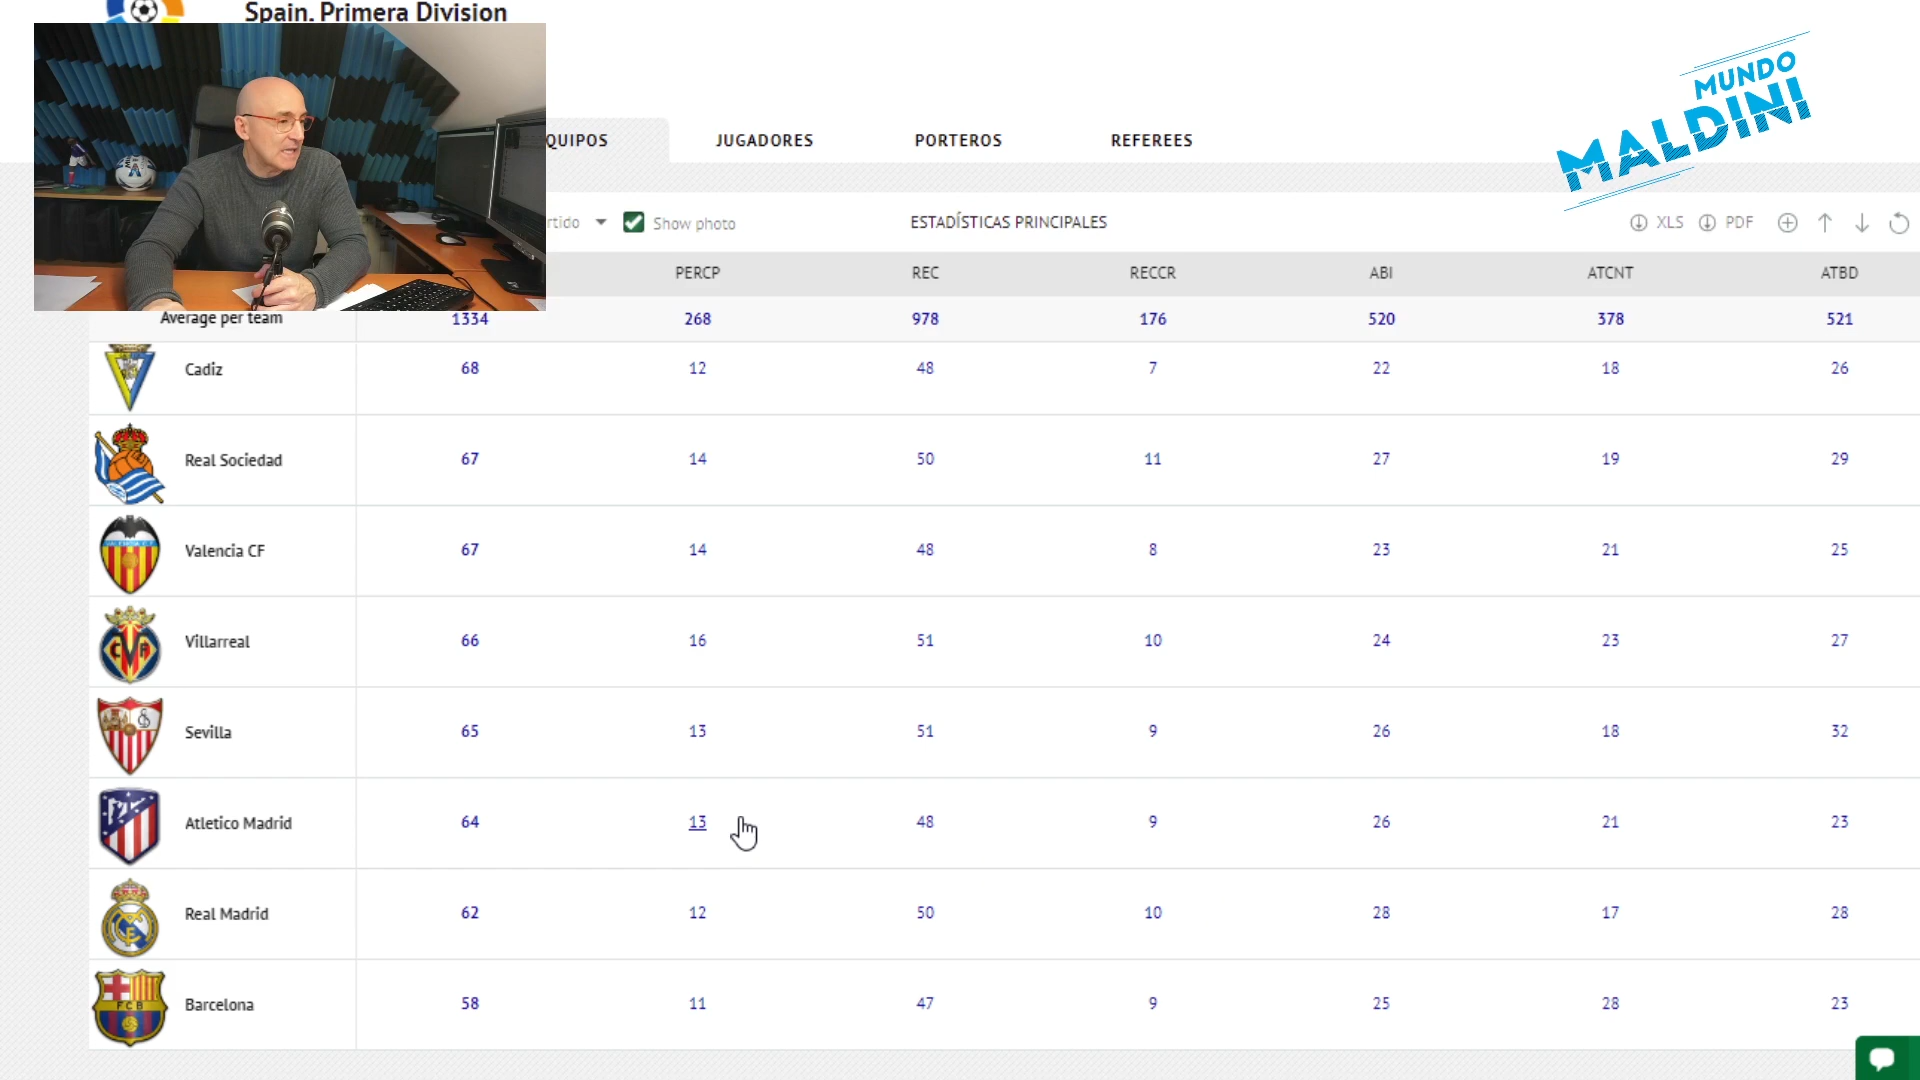 Spain, Primera Division
MUNDO
MALDINI
QUIPOS JUGADORES PORTEROS REFEREES
rtido Show photo ESTADÍSTICAS PRINCIPALES XLS PDF
PERCP REC RECCR ABI ATCNT ATBD
Average per team 1334 268 978 176 520 378 521
Cadiz 68 12 48 7 22 18 26
Real Sociedad 67 14 50 11 27 19 29
Valencia CF 67 14 48 8 23 21 25
Villarreal 66 16 51 10 24 23 27
Sevilla 65 13 51 9 26 18 32
Atletico Madrid 64 13 48 9 26 21 23
Real Madrid 62 12 50 10 28 17 28
FCB
Barcelona 58 11 47 9 25 28 23